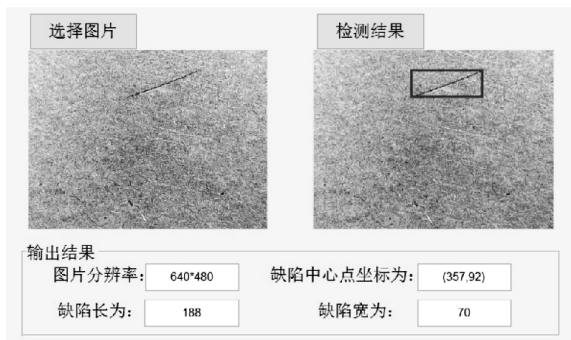 选择图片 检测结果
输出结果
图片分辨率: 640*480 缺陷中心点坐标为: (357,92)
缺陷长为: 188 缺陷宽为: 70